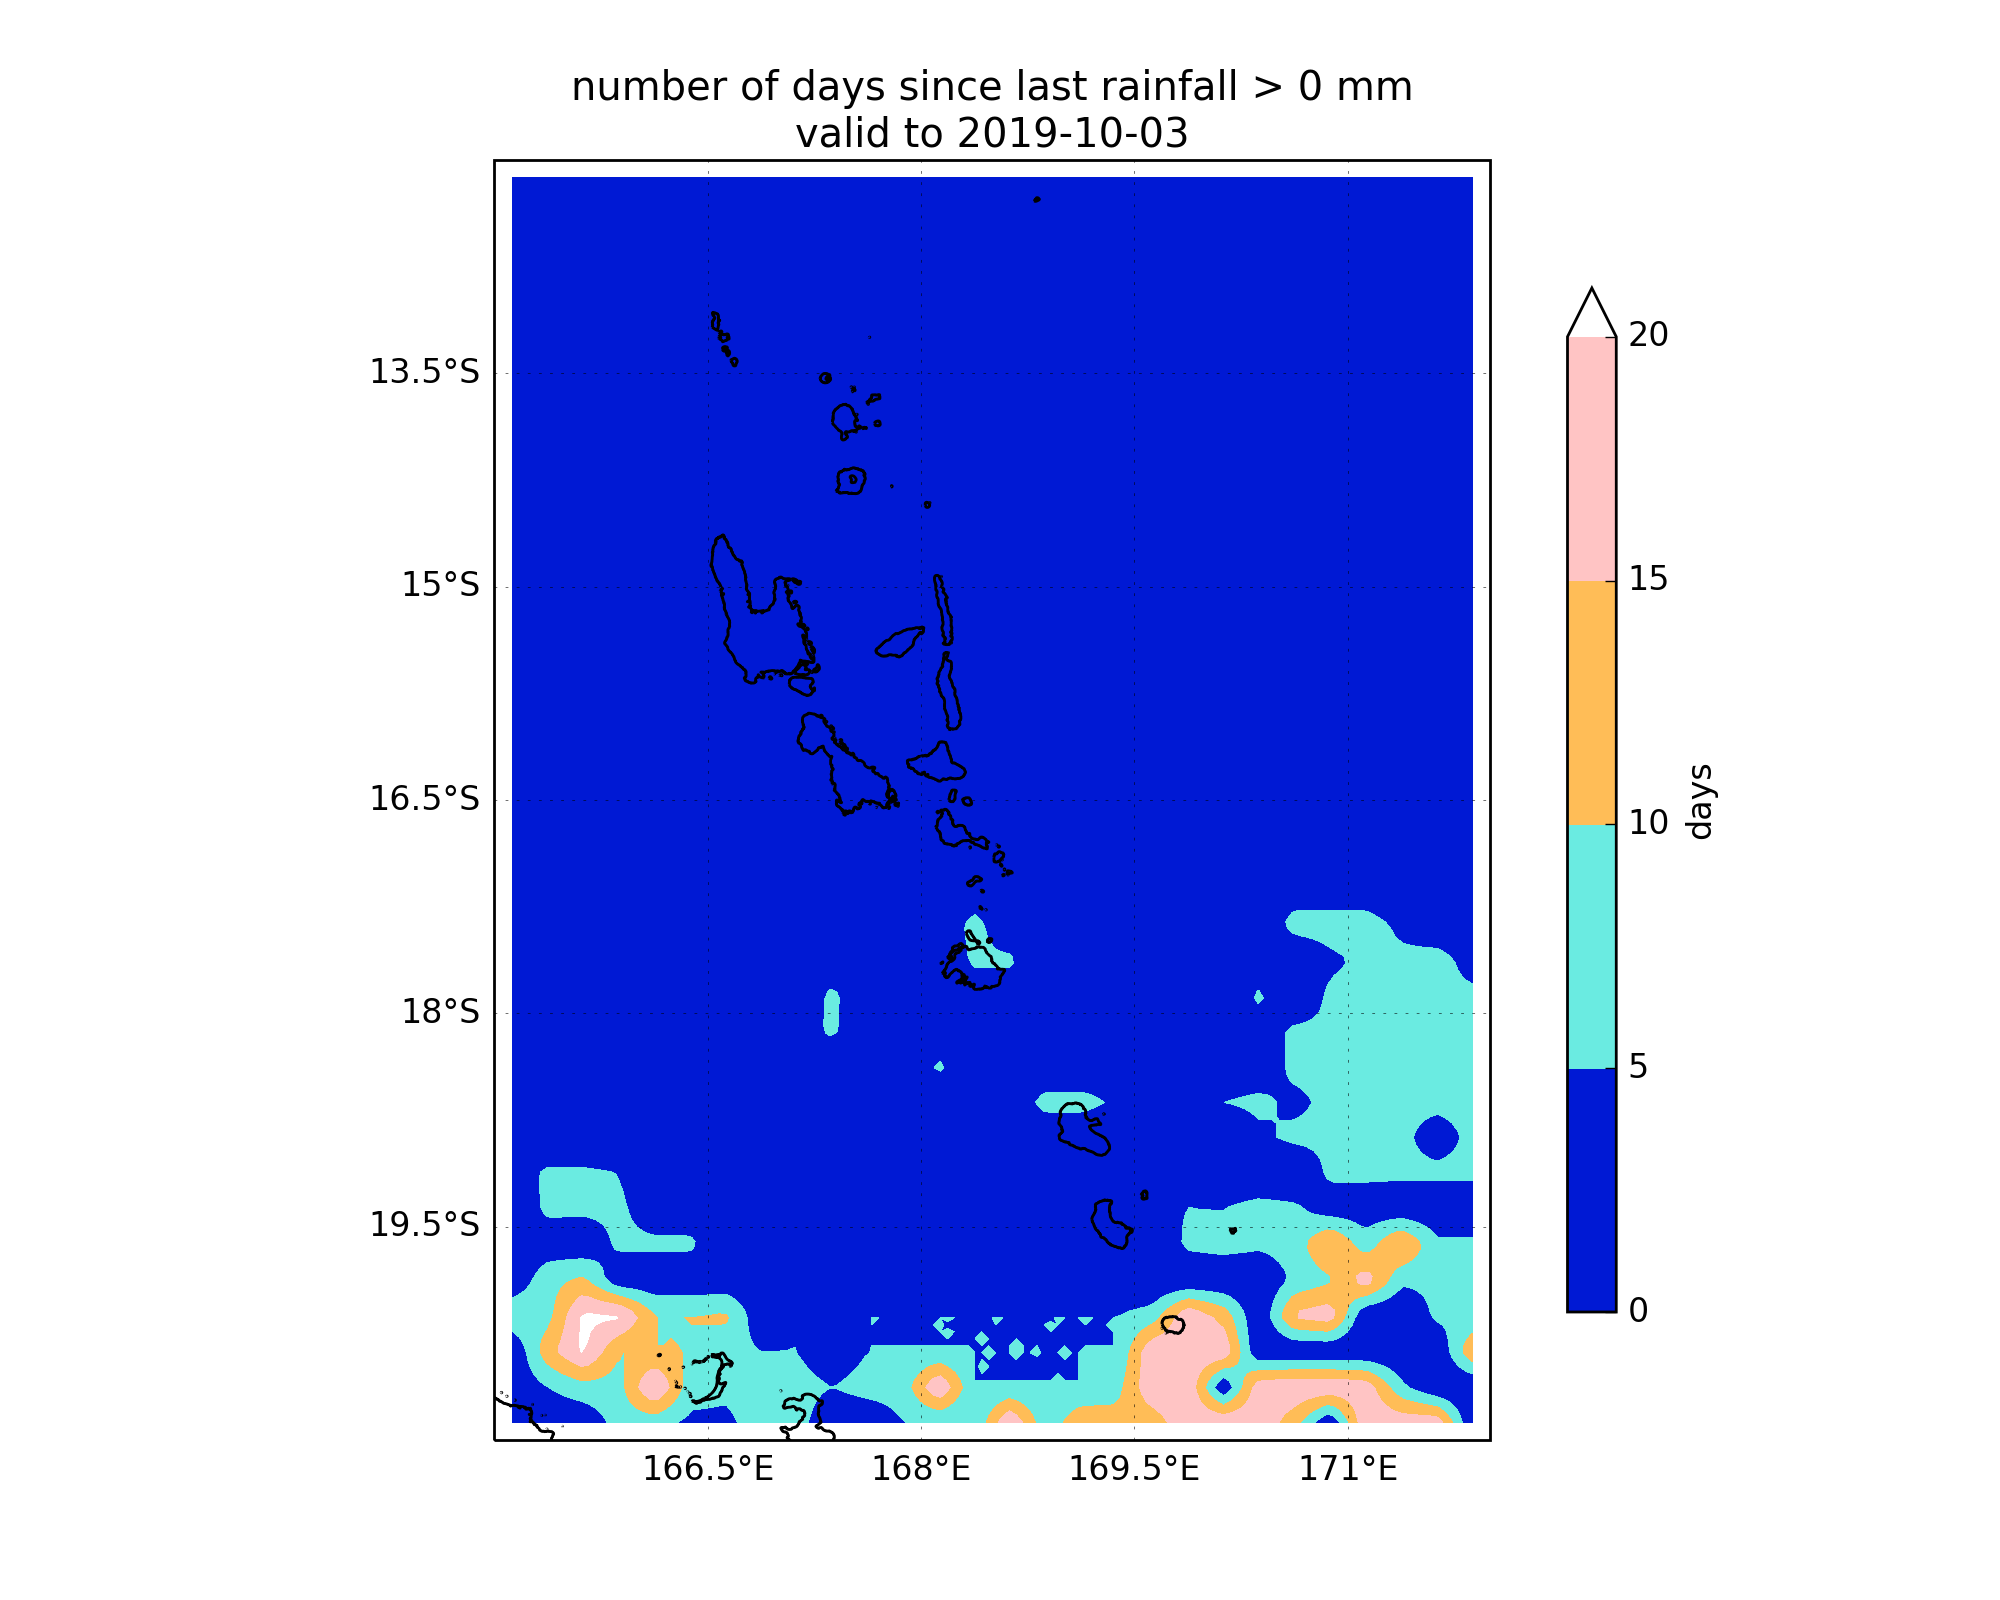 number of days since last rainfall > 0 mm
valid to 2019-10-03
13.5°S
15°S
16.5°S
18°S
19.5°S
166.5°E
168°E
169.5°E
171°E
20
15
10
5
0
days